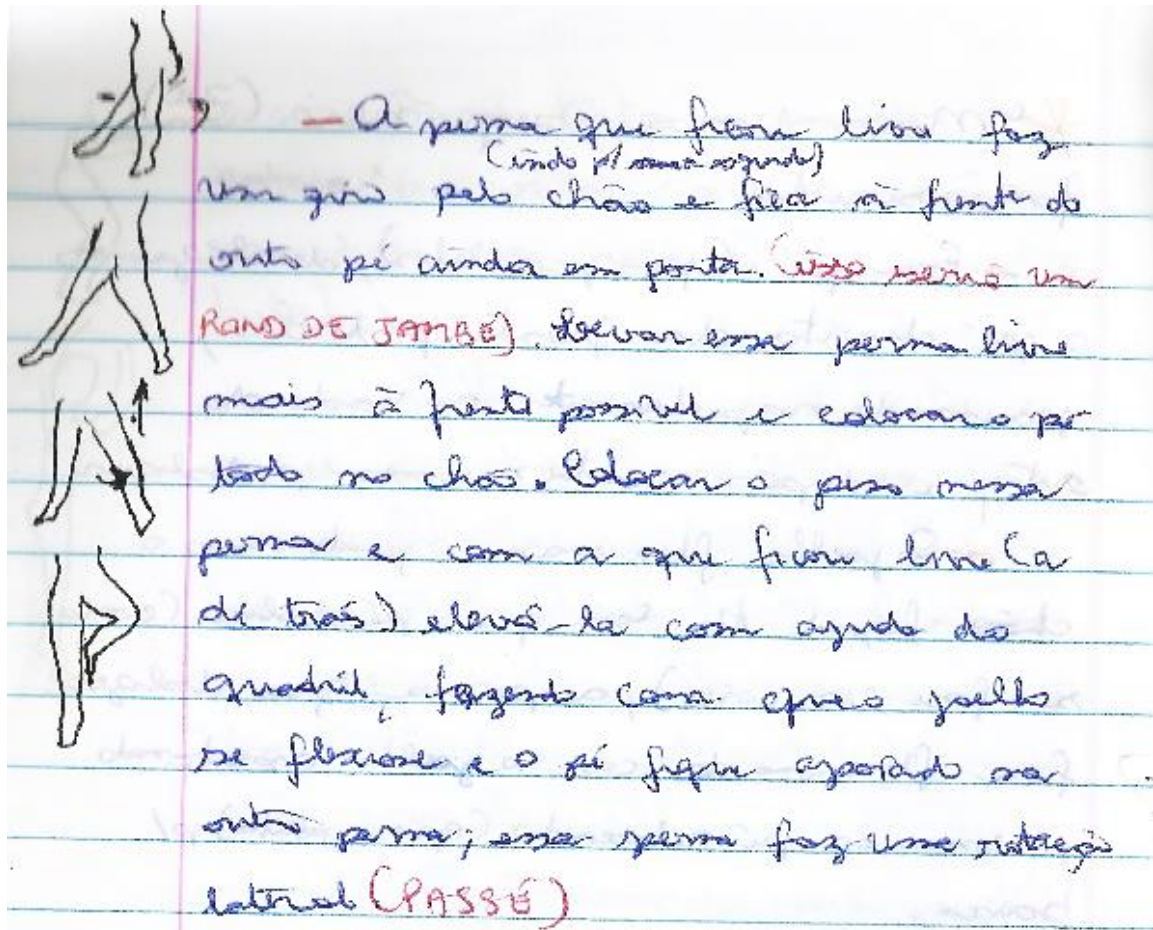 — A perna que ficou livre faz
(indo p/ uma segunda)
um giro pelo chão e fica à frente do
outro pé ainda em ponta. (isso seria um
ROND DE JAMBE). Levar essa perna livre
mais à frente possível e colocar o pé
todo no chão. Colocar o peso nessa
perna e com a que ficou livre (a
de trás) elevá-la com ajuda do
quadril, fazendo com que o joelho
se flexione e o pé fique apoiado na
outra perna; essa perna faz uma rotação
lateral (PASSÉ)